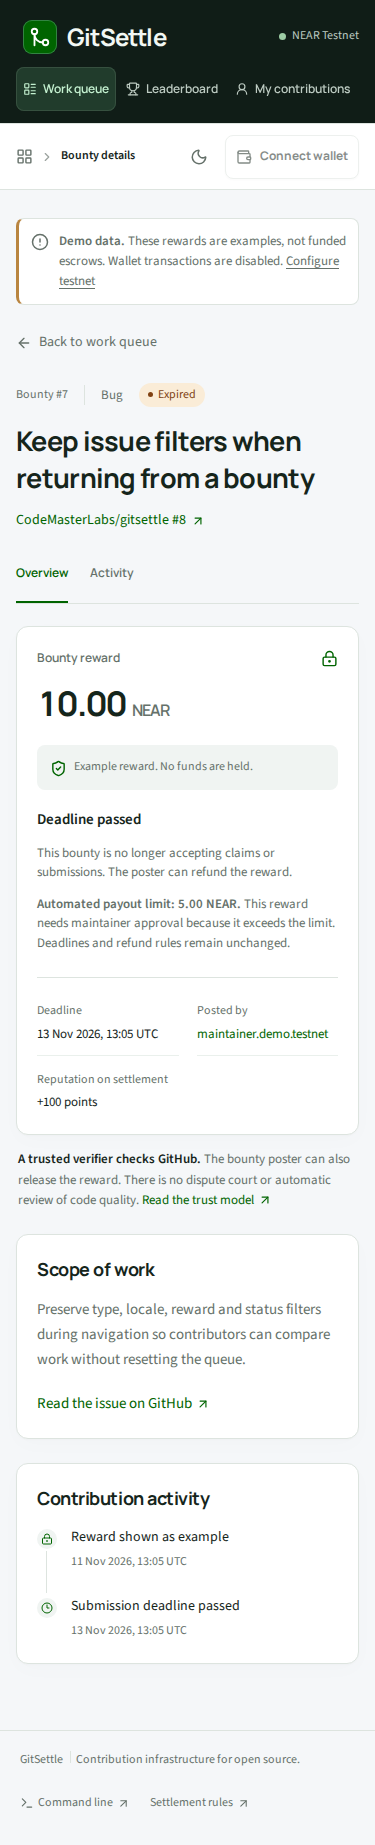 GitSettle
NEAR Testnet
Work queue
Leaderboard
My contributions
Bounty details
Connect wallet
Demo data. These rewards are examples, not funded
escrows. Wallet transactions are disabled. Configure
testnet
Back to work queue
Bounty #7
Bug
Expired
Keep issue filters when
returning from a bounty
CodeMasterLabs/gitsettle #8
Overview
Activity
Bounty reward
10.00 NEAR
Example reward. No funds are held.
Deadline passed
This bounty is no longer accepting claims or
submissions. The poster can refund the reward.
Automated payout limit: 5.00 NEAR. This reward
needs maintainer approval because it exceeds the limit.
Deadlines and refund rules remain unchanged.
Deadline
13 Nov 2026, 13:05 UTC
Posted by
maintainer.demo.testnet
Reputation on settlement
+100 points
A trusted verifier checks GitHub. The bounty poster can also
release the reward. There is no dispute court or automatic
review of code quality. Read the trust model
Scope of work
Preserve type, locale, reward and status filters
during navigation so contributors can compare
work without resetting the queue.
Read the issue on GitHub
Contribution activity
Reward shown as example
11 Nov 2026, 13:05 UTC
Submission deadline passed
13 Nov 2026, 13:05 UTC
GitSettle
Contribution infrastructure for open source.
Command line
Settlement rules